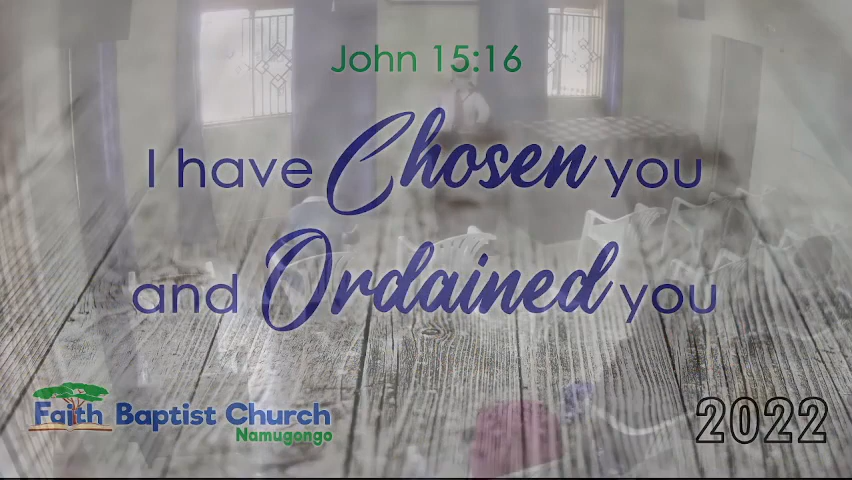 John 15:16
I have Chosen you
and Ordained you
Faith Baptist Church
Namugongo
2022